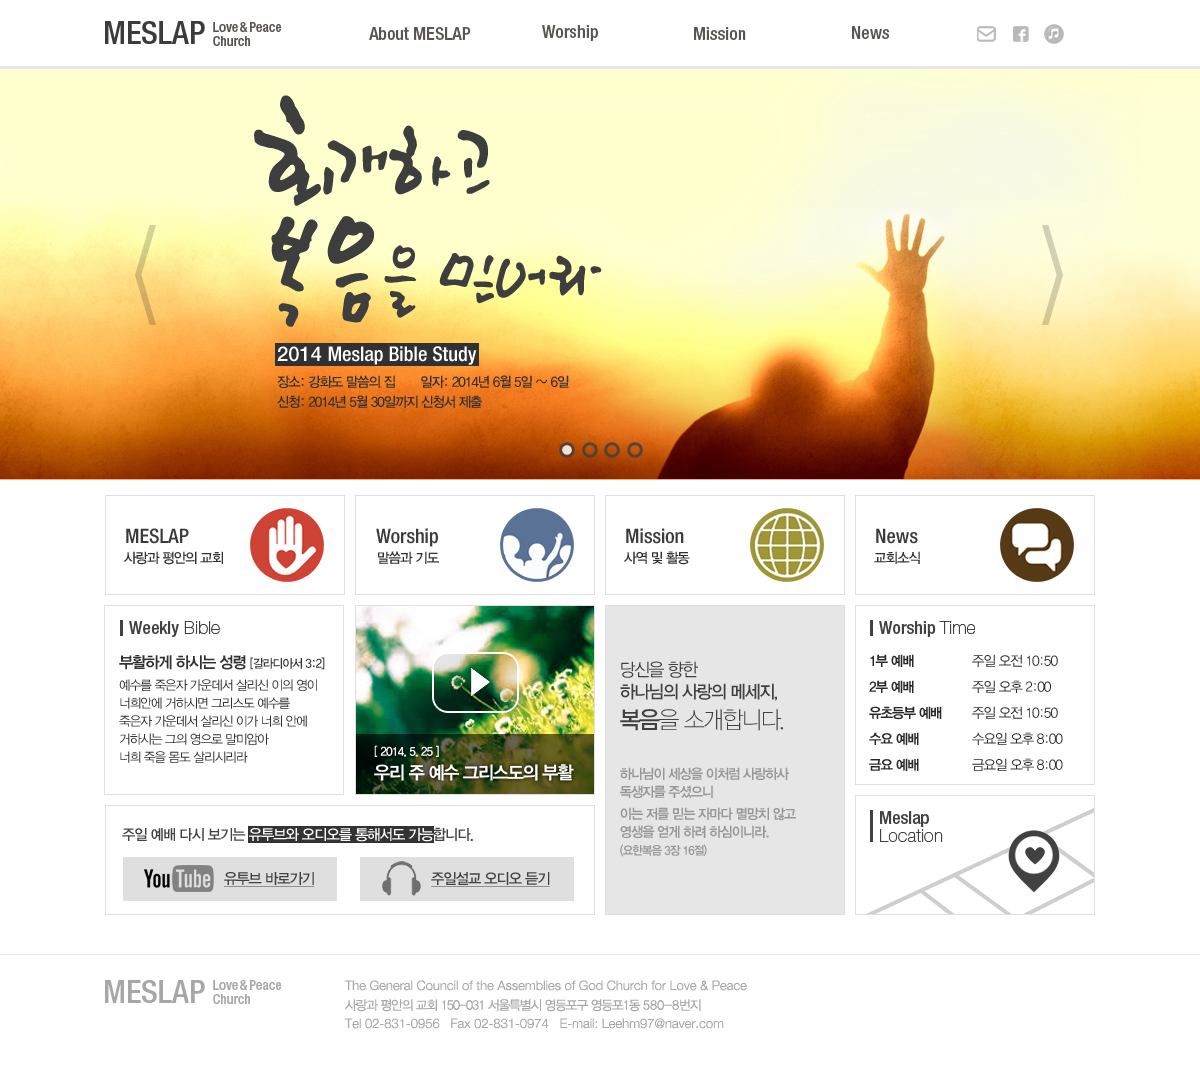 MESLAP Love & Peace
Church
About MESLAP Worship Mission News
회개하고
복음을 믿어라
2014 Meslap Bible Study
장소: 강화도 말씀의 집 일자: 2014년 6월 5일 ~ 6일
신청: 2014년 5월 30일까지 신청서 제출
MESLAP
사랑과 평안의 교회
Worship
말씀과 기도
Mission
사역 및 활동
News
교회소식
Weekly Bible
부활하게 하시는 성령 [갈라디아서 3:2]
예수를 죽은자 가운데서 살리신 이의 영이
너희안에 거하시면 그리스도 예수를
죽은자 가운데서 살리신 이가 너희 안에
거하시는 그의 영으로 말미암아
너희 죽을 몸도 살리시리라
[ 2014. 5. 25 ]
우리 주 예수 그리스도의 부활
당신을 향한
하나님의 사랑의 메세지,
복음을 소개합니다.
하나님이 세상을 이처럼 사랑하사
독생자를 주셨으니
이는 저를 믿는 자마다 멸망치 않고
영생을 얻게 하려 하심이니라.
(요한복음 3장 16절)
Worship Time
1부 예배 주일 오전 10:50
2부 예배 주일 오후 2:00
유초등부 예배 주일 오전 10:50
수요 예배 수요일 오후 8:00
금요 예배 금요일 오후 8:00
주일 예배 다시 보기는 유투브와 오디오를 통해서도 가능합니다.
YouTube 유투브 바로가기
주일설교 오디오 듣기
Meslap
Location
MESLAP Love & Peace
Church
The General Council of the Assemblies of God Church for Love & Peace
사랑과 평안의 교회 150-031 서울특별시 영등포구 영등포1동 580-8번지
Tel 02-831-0956 Fax 02-831-0974 E-mail: Leehm97@naver.com